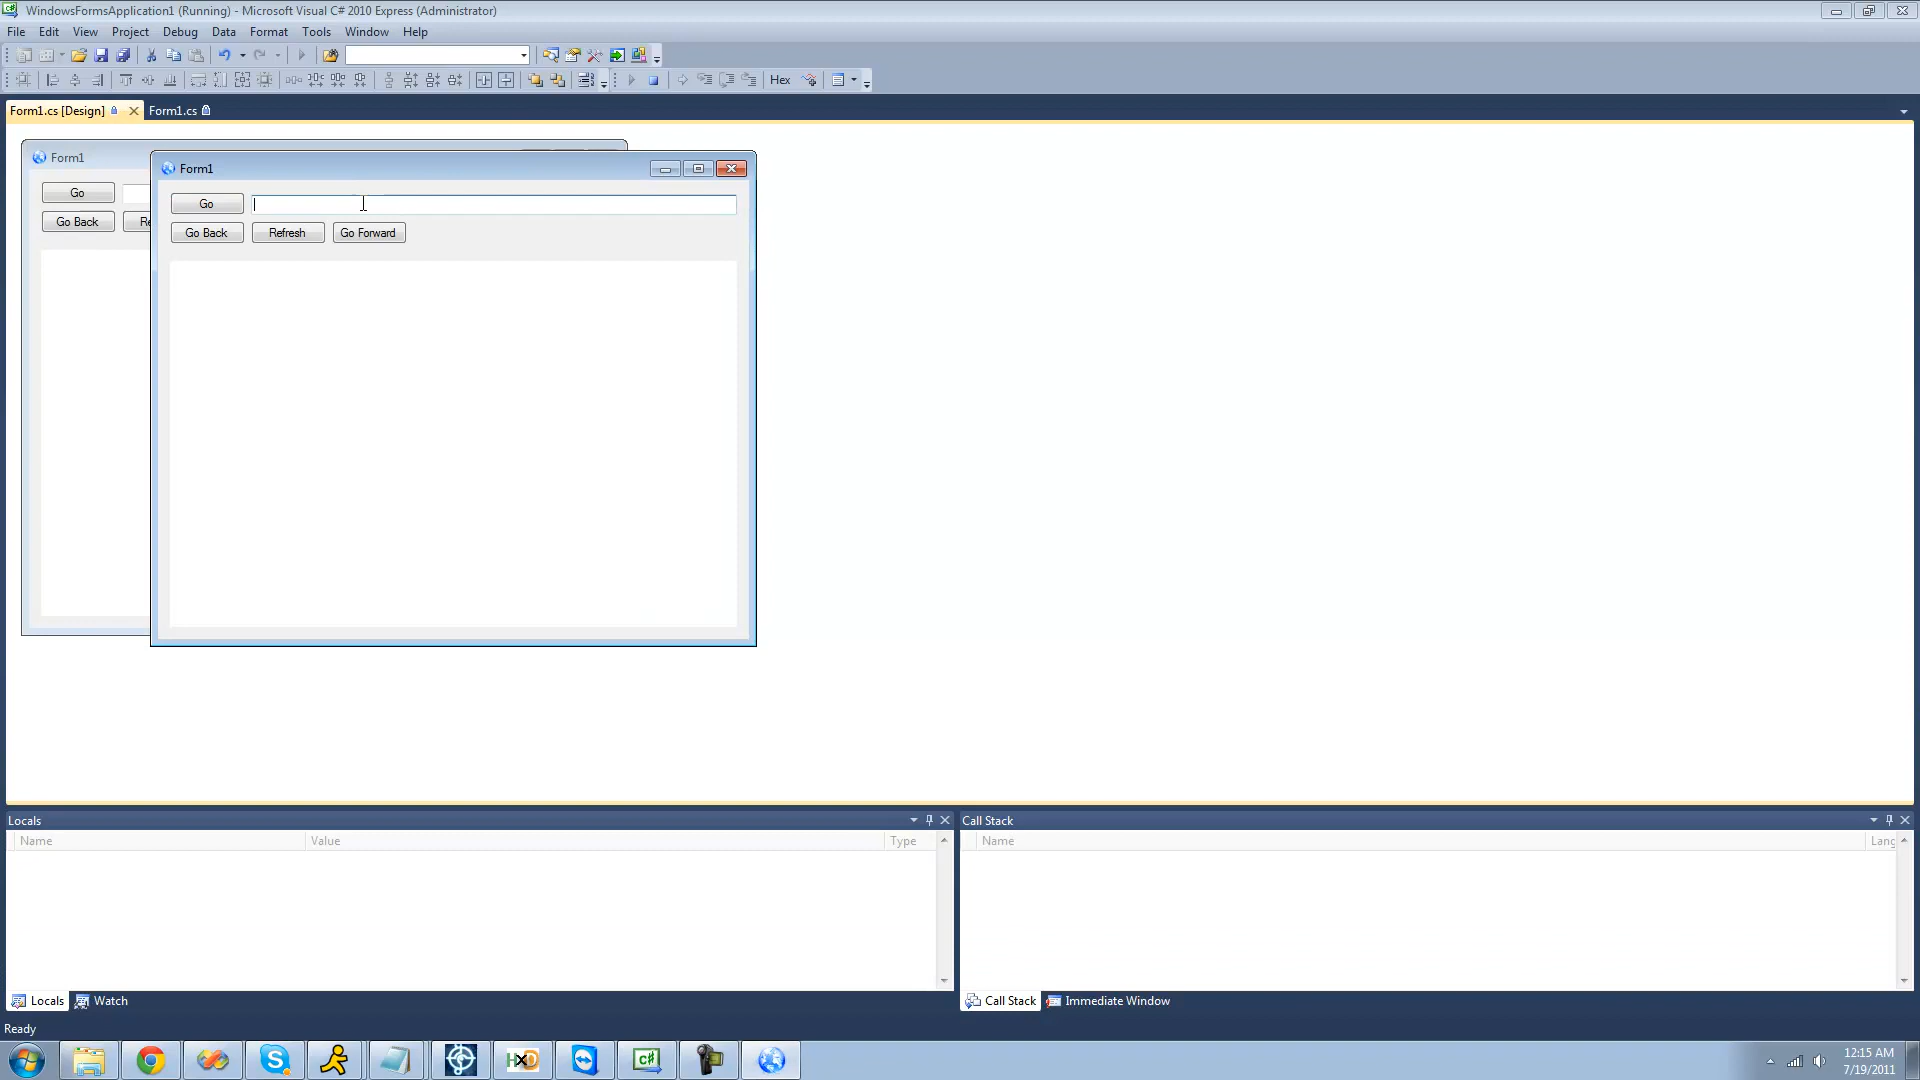 WindowsFormsApplication1 (Running) - Microsoft Visual C# 2010 Express (Administrator)
File Edit View Project Debug Data Format Tools Window Help
Hex
Form1.cs [Design] Form1.cs
Form1
Go
Go Back Re
Form1
Go
Go Back Refresh Go Forward
Locals
Name Value Type
Call Stack
Name Lang
Locals Watch
Call Stack Immediate Window
Ready
12:15 AM
7/19/2011